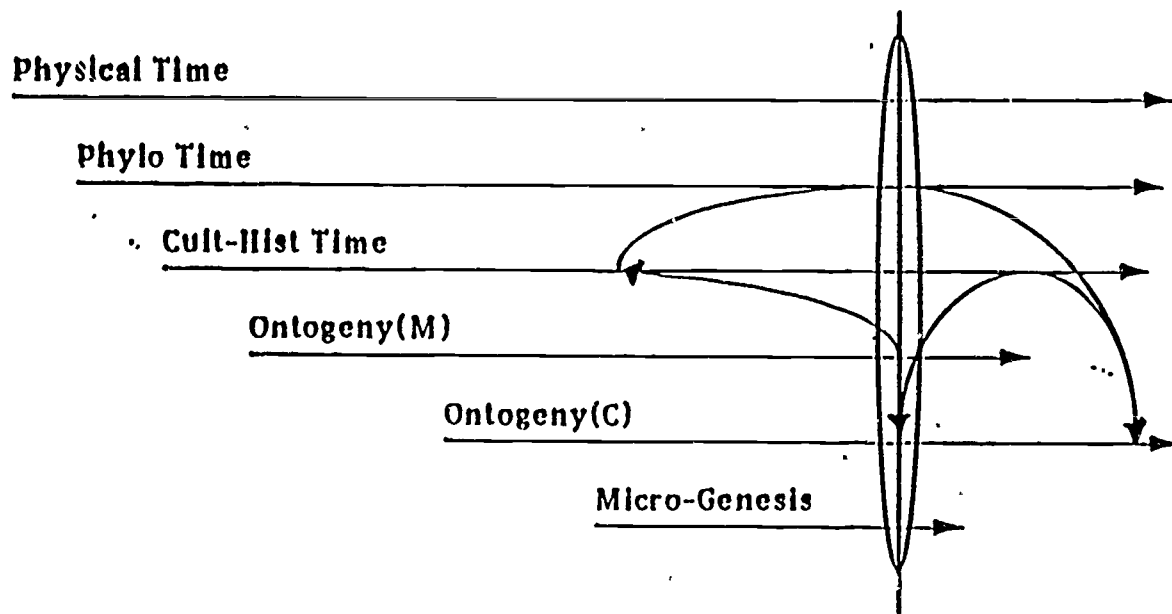 Physical Time
Phylo Time
Cult-Hist Time
Ontogeny(M)
Ontogeny(C)
Micro-Genesis